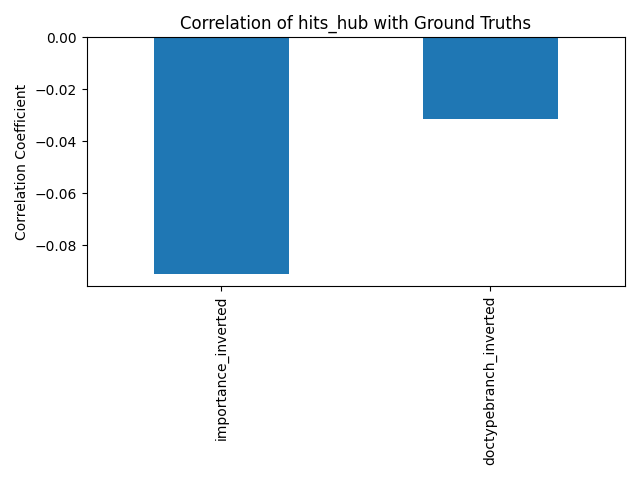 Correlation of hits_hub with Ground Truths
Correlation Coefficient
0.00
−0.02
−0.04
−0.06
−0.08
importance_inverted
doctypebranch_inverted